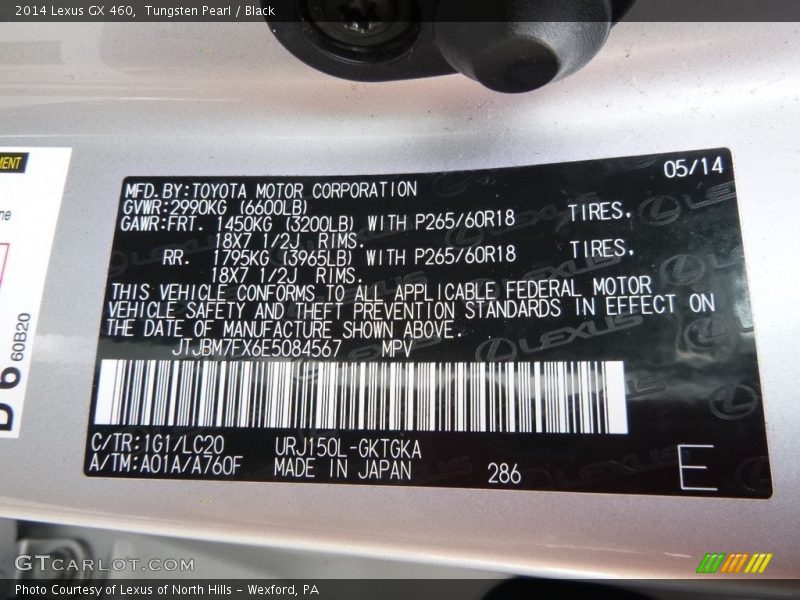 2014 Lexus GX 460,  Tungsten Pearl / Black
MENT
ne
D 6 60B20
05/14
MFD. BY: TOYOTA MOTOR CORPORATION
GVWR: 2990KG (6600LB)
GAWR: FRT. 1450KG (3200LB) WITH P265/60R18 TIRES,
18X7 1/2J RIMS.
RR. 1795KG (3965LB) WITH P265/60R18 TIRES,
18X7 1/2J RIMS.
THIS VEHICLE CONFORMS TO ALL APPLICABLE FEDERAL MOTOR
VEHICLE SAFETY AND THEFT PREVENTION STANDARDS IN EFFECT ON
THE DATE OF MANUFACTURE SHOWN ABOVE.
JTJBM7FX6E5084567 MPV
C/TR: 1G1/LC20 URJ150L-GKTGKA
A/TM: A01A/A760F MADE IN JAPAN 286 E
GTCARLOT.COM
Photo Courtesy of Lexus of North Hills - Wexford, PA